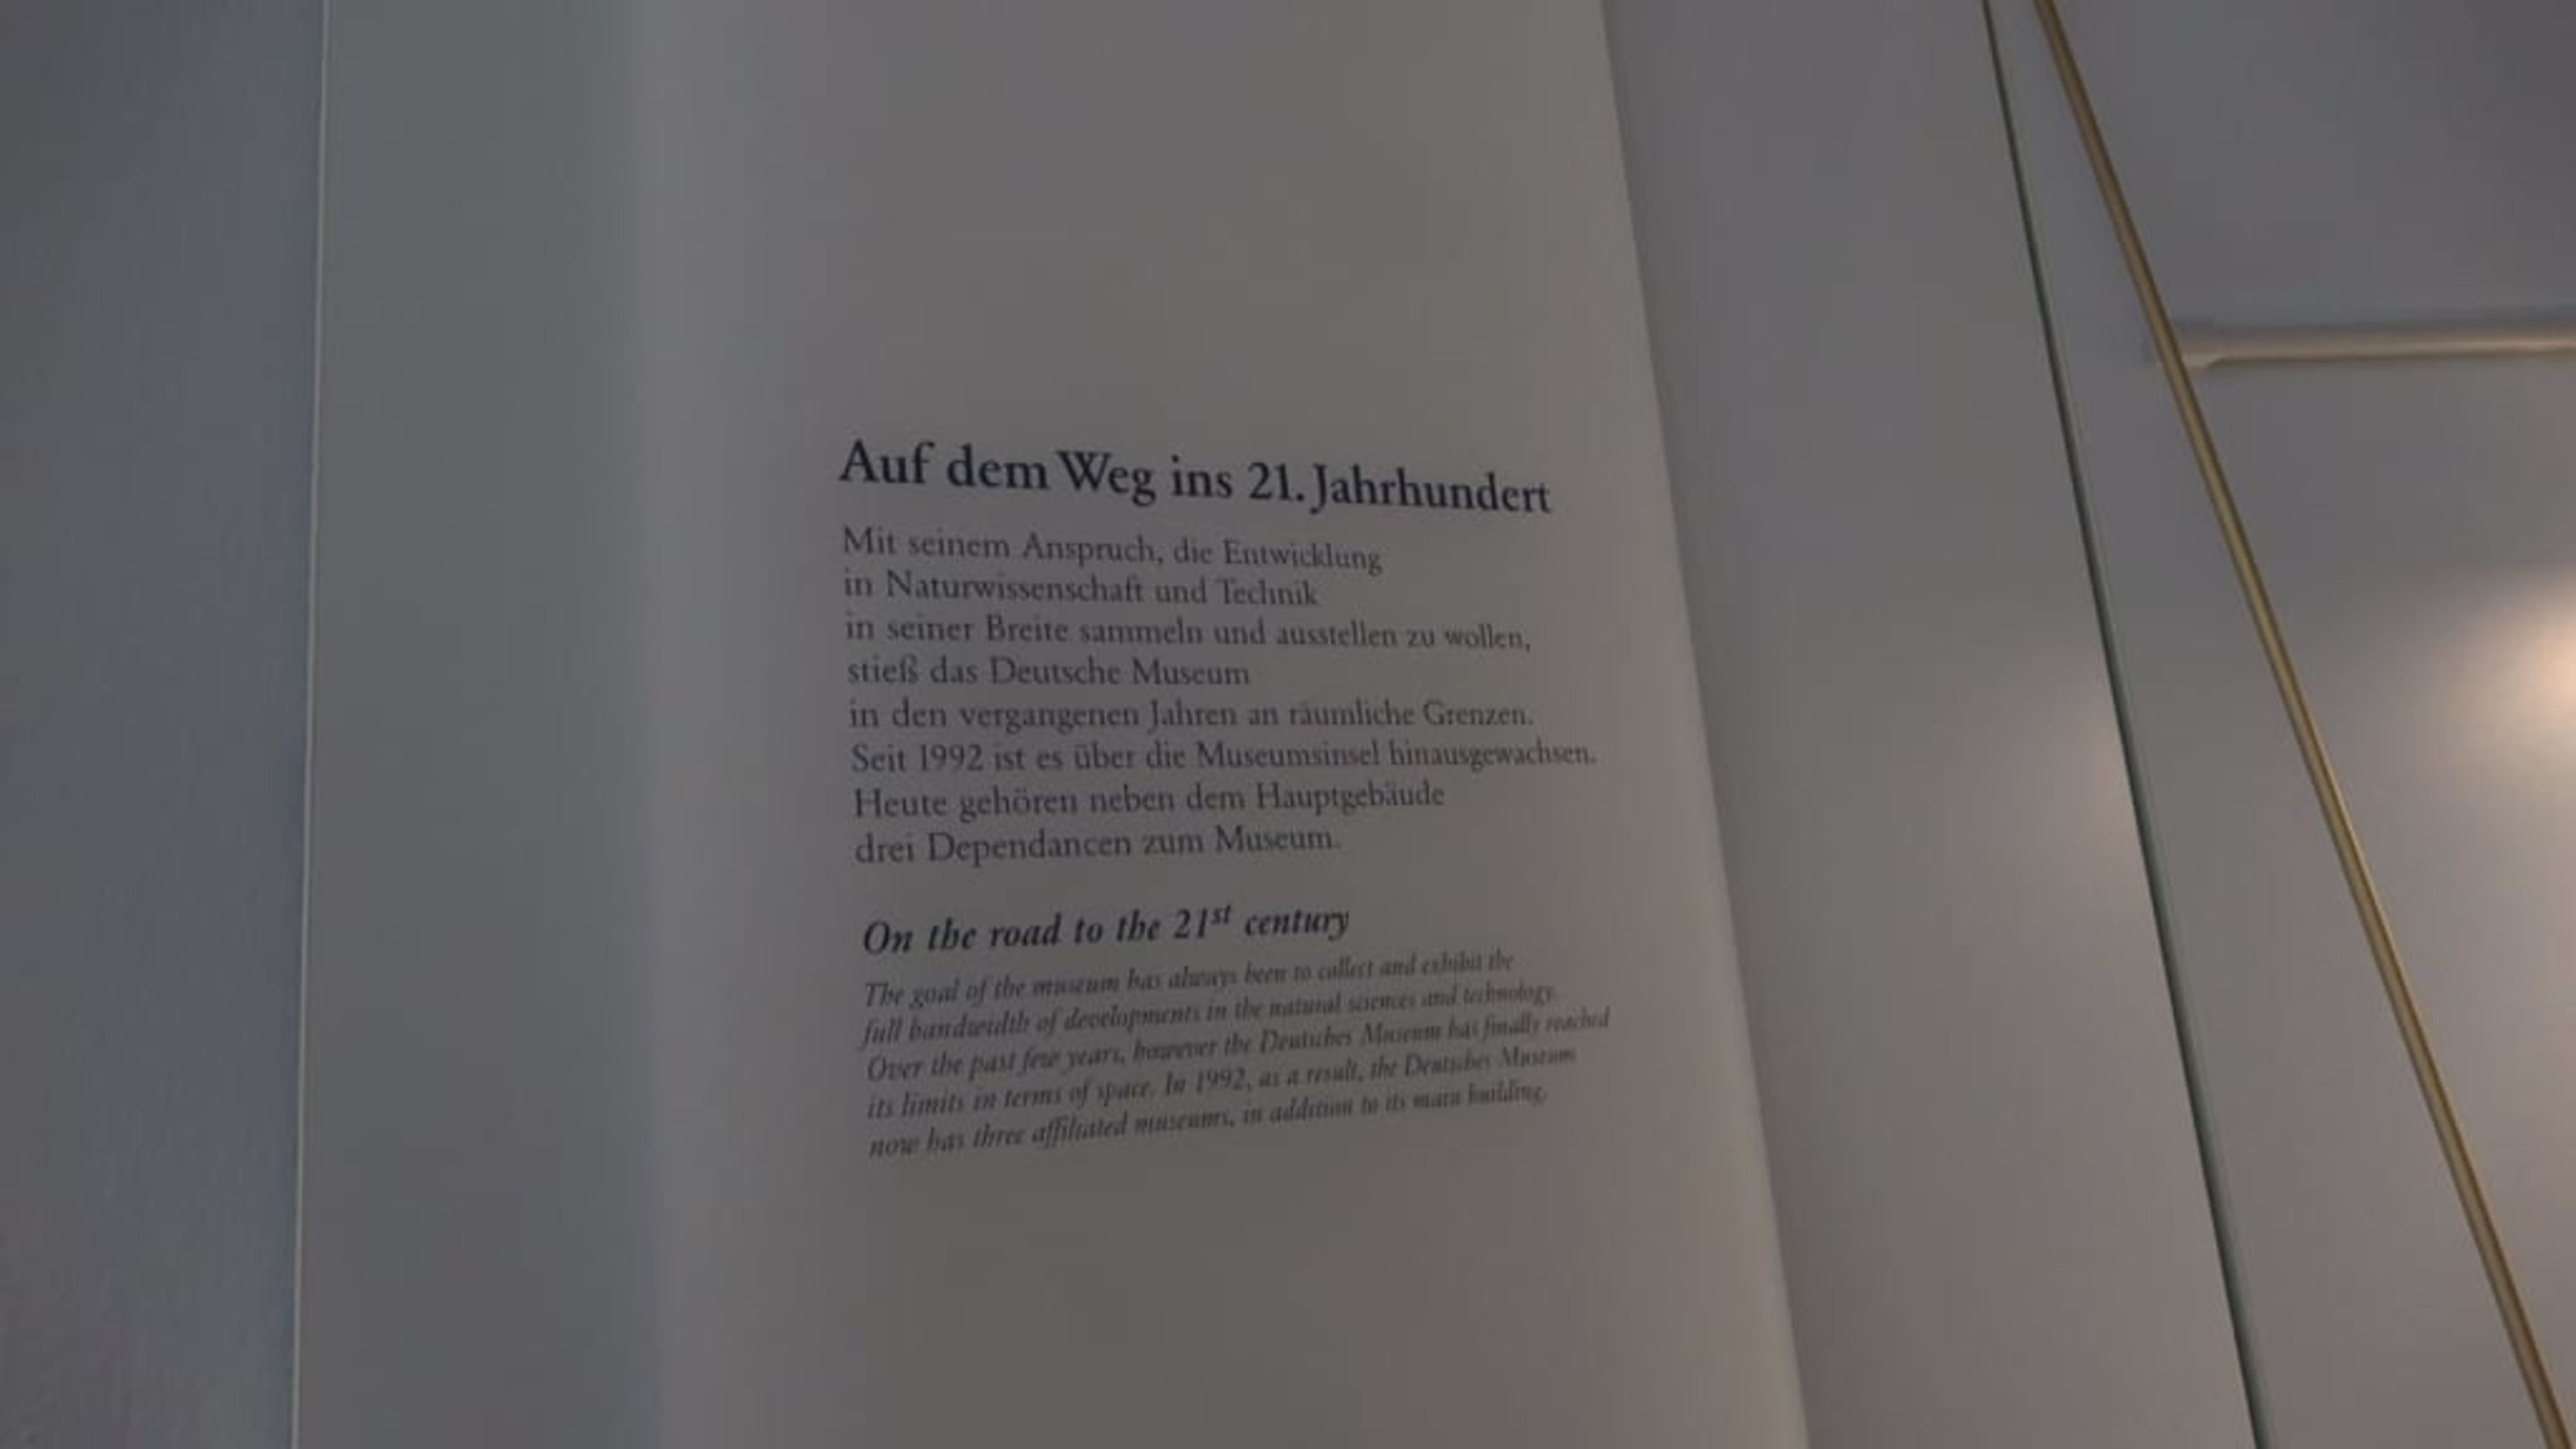 Auf dem Weg ins 21. Jahrhundert
Mit seinem Anspruch, die Entwicklung
in Naturwissenschaft und Technik
in seiner Breite sammeln und ausstellen zu wollen,
stieß das Deutsche Museum
in den vergangenen Jahren an räumliche Grenzen.
Seit 1992 ist es über die Museumsinsel hinausgewachsen.
Heute gehören neben dem Hauptgebäude
drei Dependancen zum Museum.
On the road to the 21st century
The goal of the museum has always been to collect and exhibit the
full bandwidth of developments in the natural sciences and technology.
Over the past few years, however the Deutsches Museum has finally reached
its limits in terms of space. In 1992, as a result, the Deutsches Museum
now has three affiliated museums, in addition to its main building.